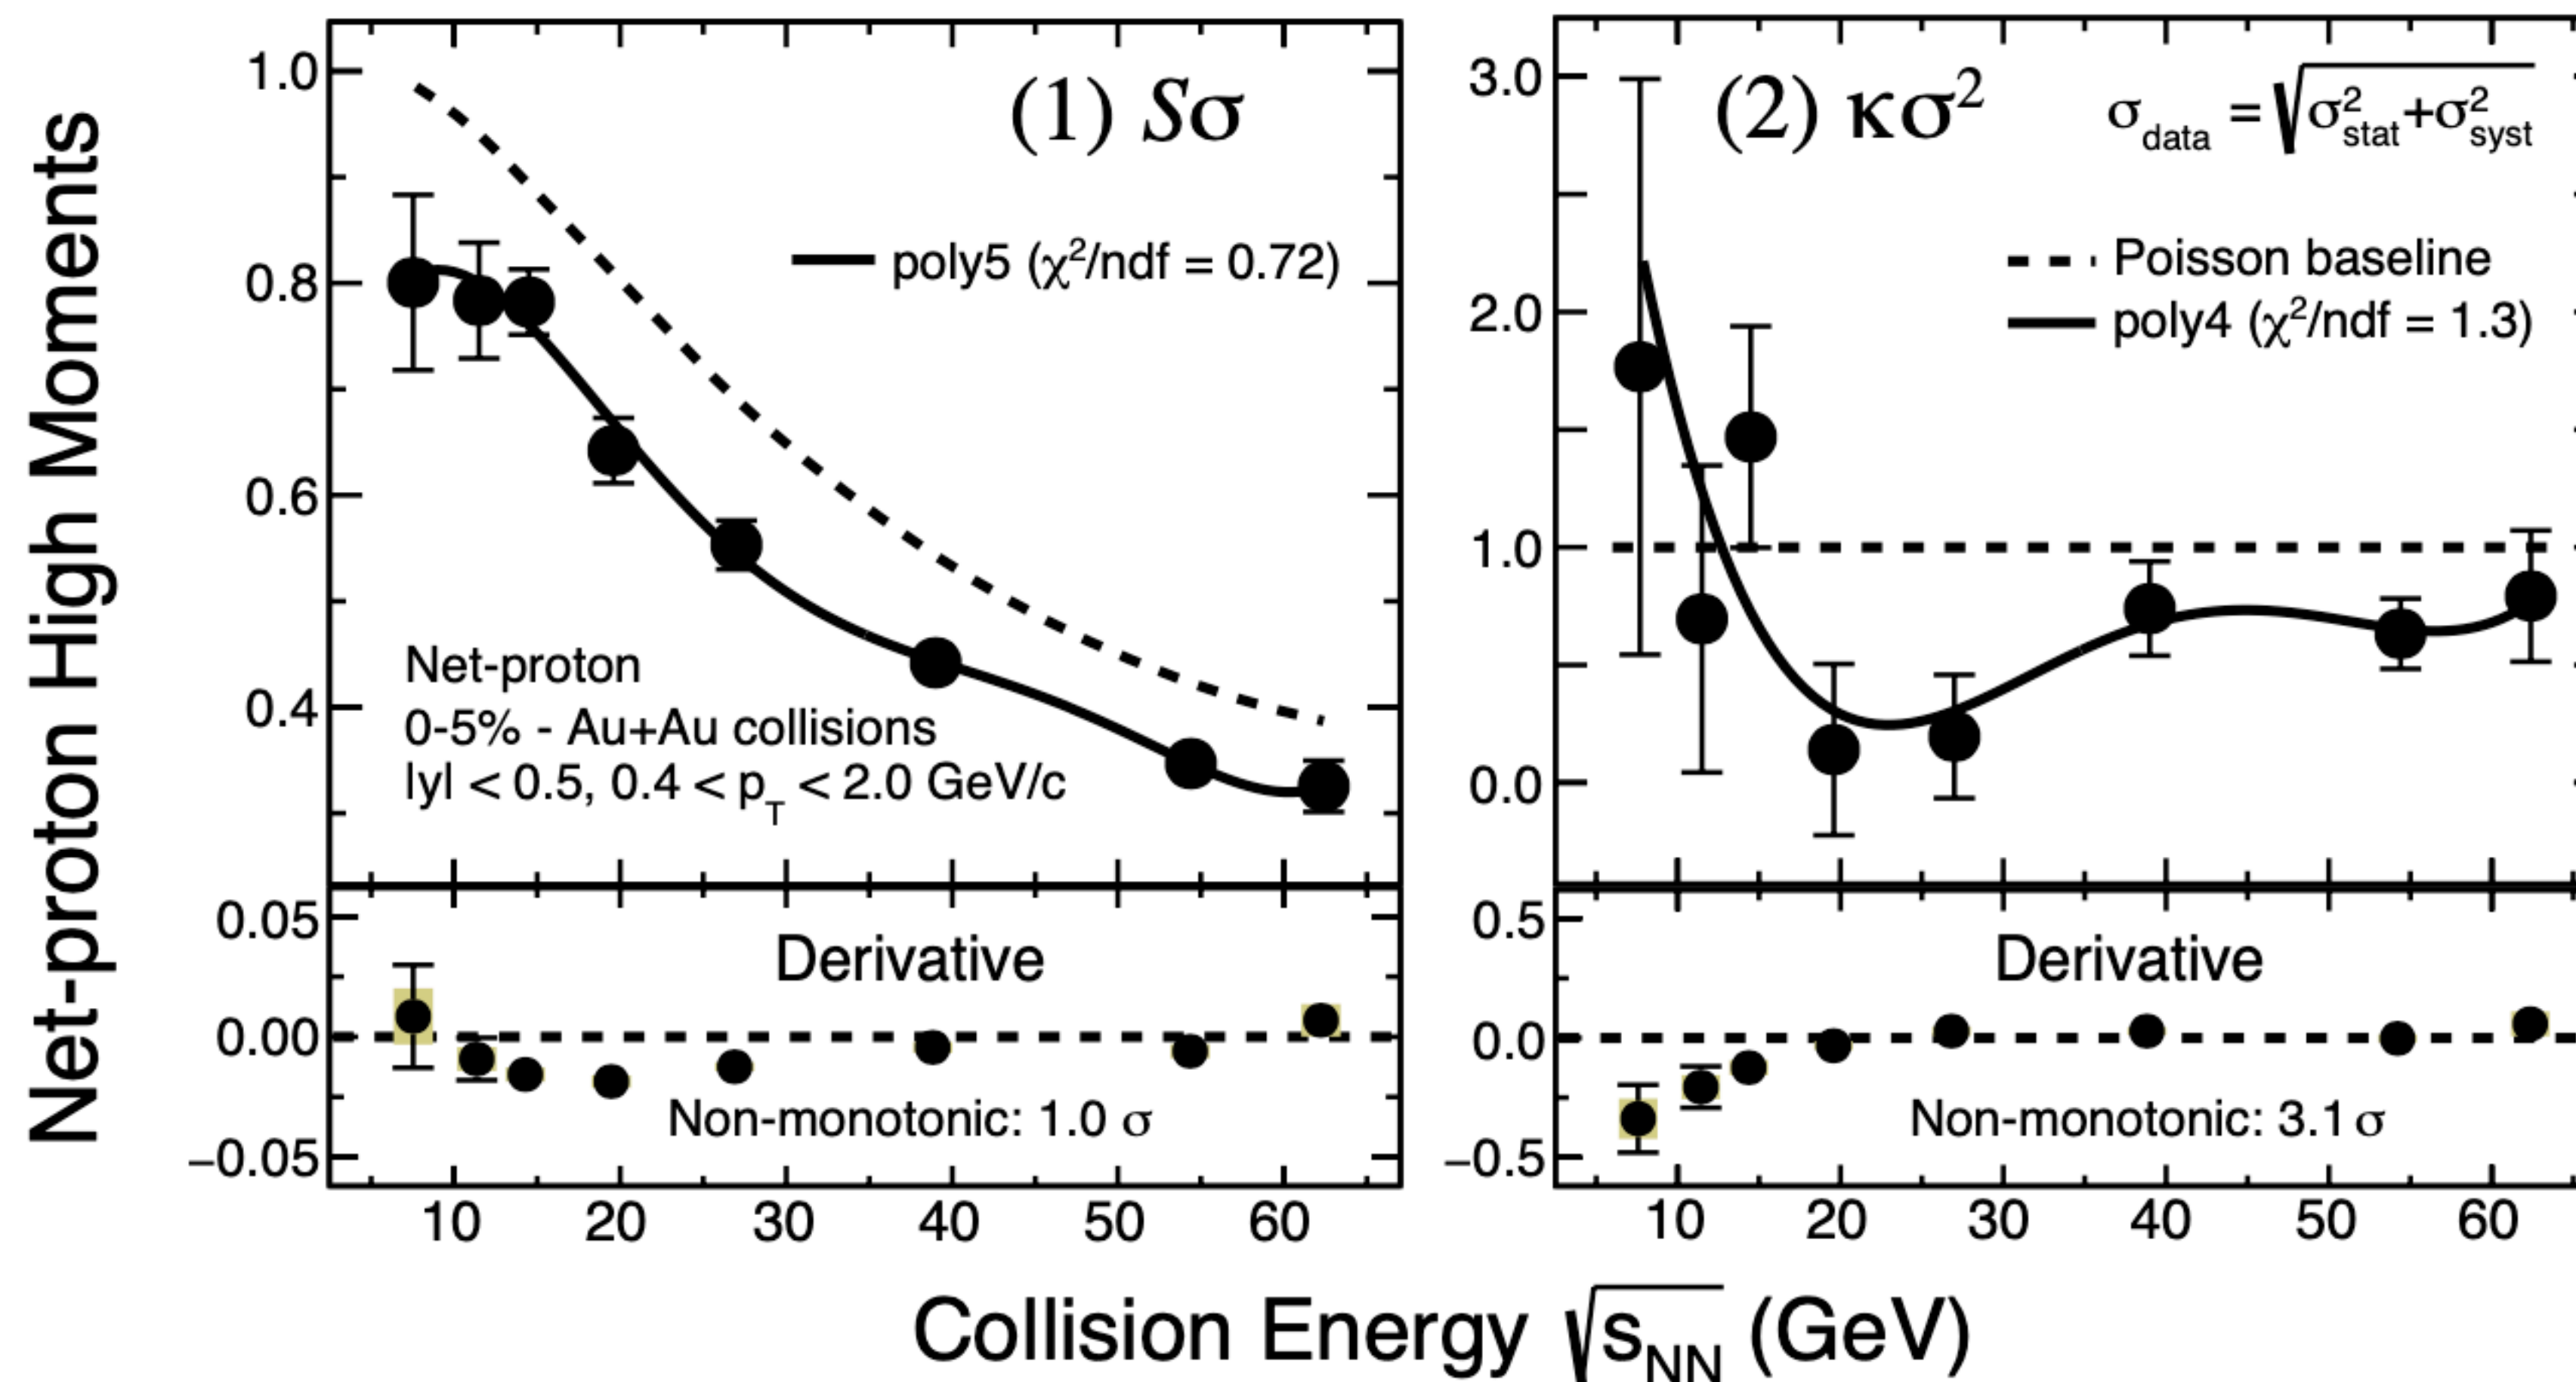 Net-proton High Moments
1.0
0.8
0.6
0.4
(1) Sσ
poly5 (χ²/ndf = 0.72)
Net-proton
0-5% - Au+Au collisions
|y| < 0.5, 0.4 < p_T < 2.0 GeV/c
0.05
0.00
−0.05
Derivative
Non-monotonic: 1.0 σ
10 20 30 40 50 60
3.0
2.0
1.0
0.0
(2) κσ²
σ_data = √σ²_stat+σ²_syst
Poisson baseline
poly4 (χ²/ndf = 1.3)
0.5
0.0
−0.5
Derivative
Non-monotonic: 3.1 σ
10 20 30 40 50 60
Collision Energy √s_NN (GeV)